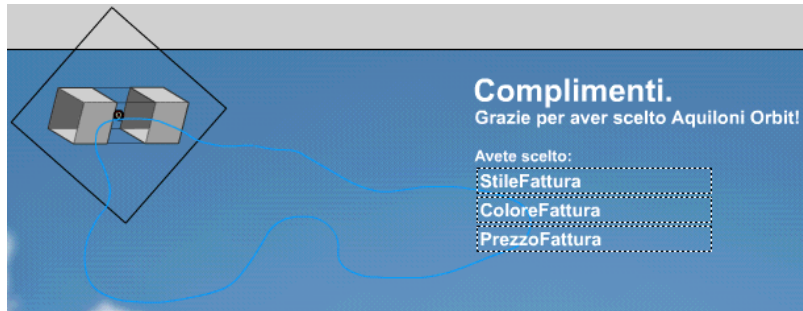 Complimenti.
Grazie per aver scelto Aquiloni Orbit!
Avete scelto:
StileFattura
ColoreFattura
PrezzoFattura